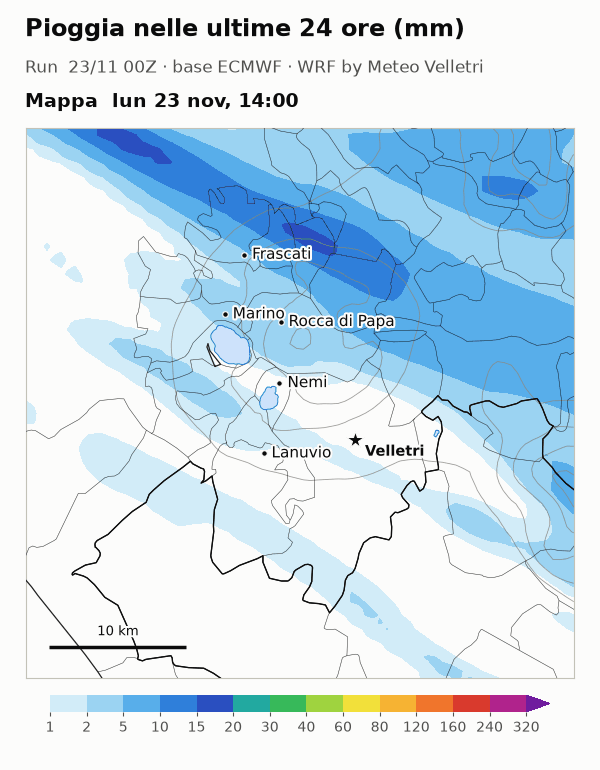 Pioggia nelle ultime 24 ore (mm)
Run  23/11 00Z · base ECMWF · WRF by Meteo Velletri
Mappa  lun 23 nov, 14:00
Frascati
Marino
Rocca di Papa
Nemi
Velletri
Lanuvio
10 km
1 2 5 10 15 20 30 40 60 80 120 160 240 320